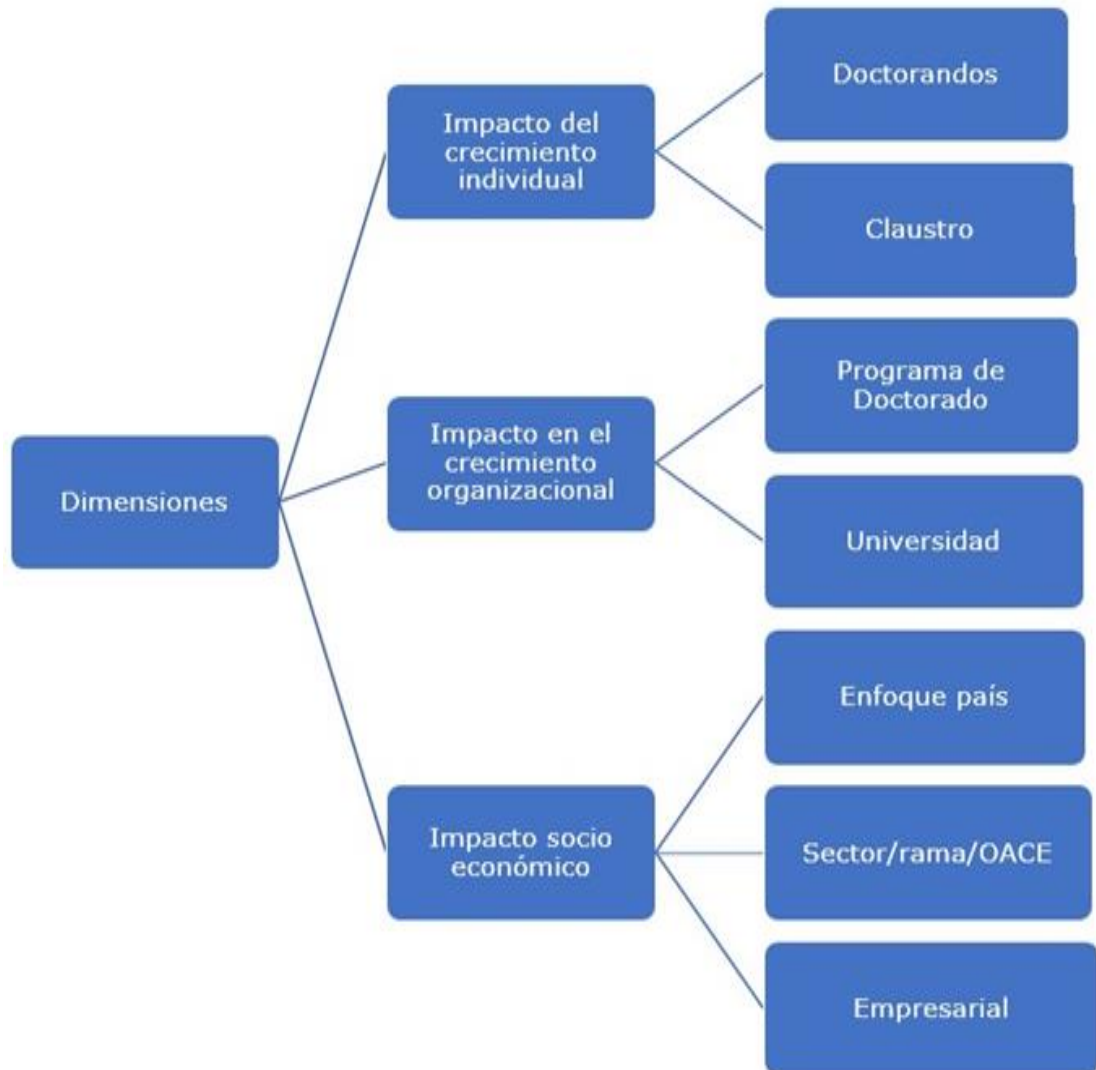 Dimensiones
Impacto del
crecimiento
individual
Doctorandos
Claustro
Impacto en el
crecimiento
organizacional
Programa de
Doctorado
Universidad
Impacto socio
económico
Enfoque país
Sector/rama/OACE
Empresarial